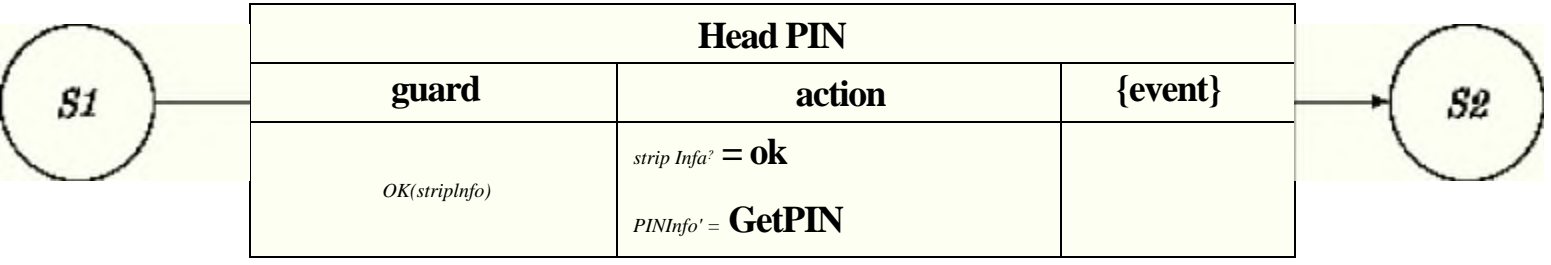 Head PIN
S1
guard
action
{event}
S2
OK(stripInfo)
strip Infa? = ok
PINInfo' = GetPIN